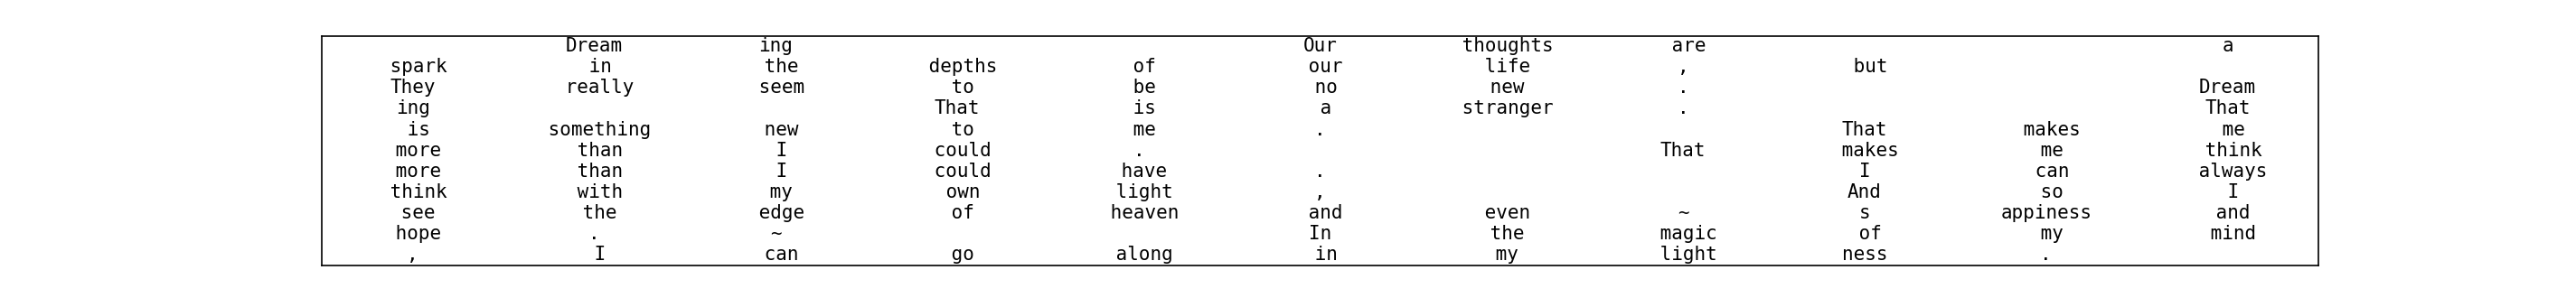 Dream ing Our thoughts are a
spark in the depths of our life , but
They really seem to be no new . Dream
ing That is a stranger . That
is something new to me . That makes me
more than I could . That makes me think
more than I could have . I can always
think with my own light , And so I
see the edge of heaven and even ~ s appiness and
hope . ~ In the magic of my mind
, I can go along in my light ness .